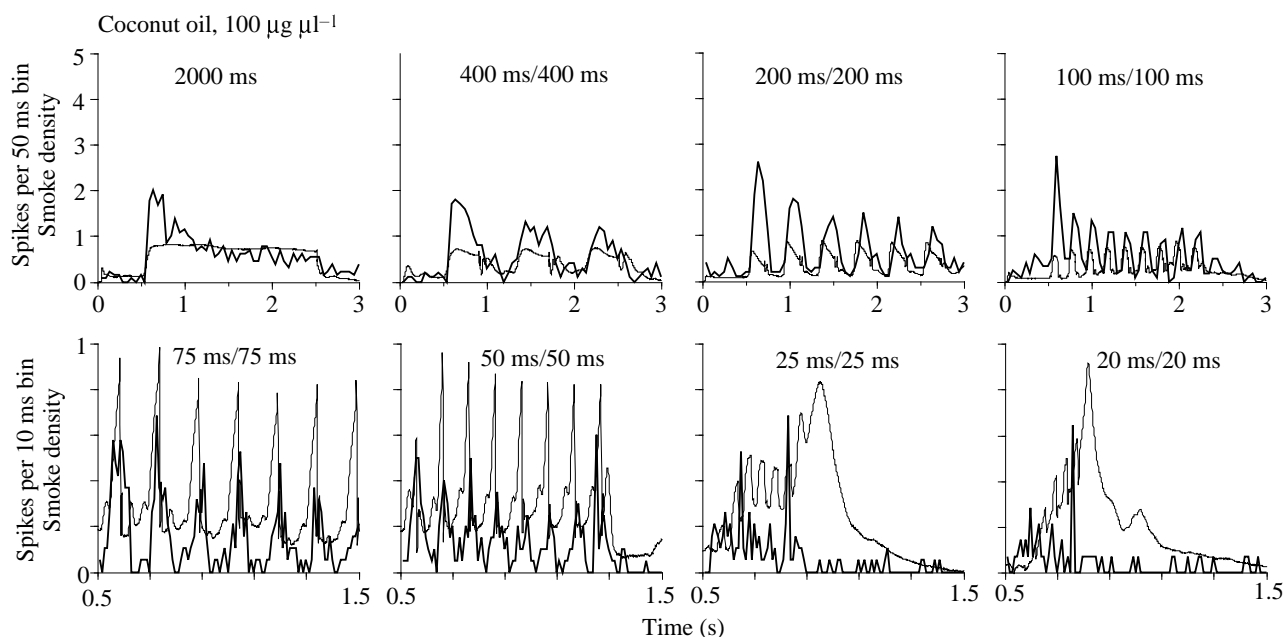 Coconut oil, 100 µg µl⁻¹
Spikes per 50 ms bin
Smoke density
5
4
3
2
1
0
2000 ms
400 ms/400 ms
200 ms/200 ms
100 ms/100 ms
0 1 2 3
0 1 2 3
0 1 2 3
0 1 2 3
Spikes per 10 ms bin
Smoke density
1
0
75 ms/75 ms
50 ms/50 ms
25 ms/25 ms
20 ms/20 ms
0.5 1.5
0.5 1.5
0.5 1.5
0.5 1.5
Time (s)